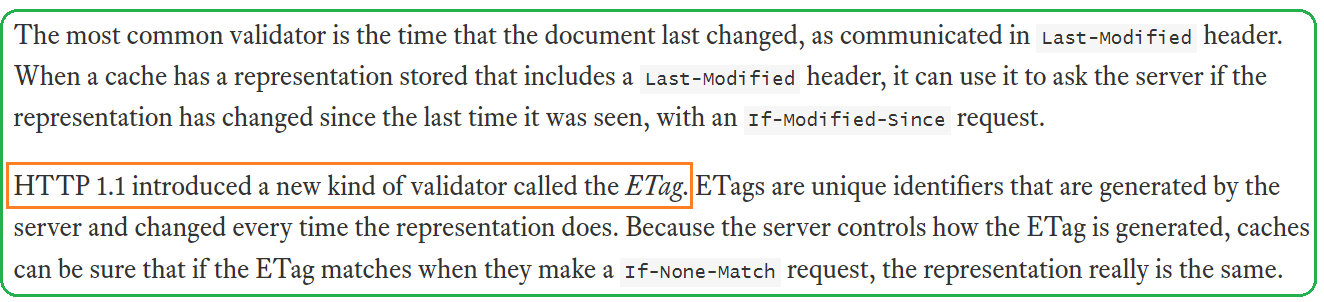 The most common validator is the time that the document last changed, as communicated in Last-Modified header.
When a cache has a representation stored that includes a Last-Modified header, it can use it to ask the server if the
representation has changed since the last time it was seen, with an If-Modified-Since request.
HTTP 1.1 introduced a new kind of validator called the ETag. ETags are unique identifiers that are generated by the
server and changed every time the representation does. Because the server controls how the ETag is generated, caches
can be sure that if the ETag matches when they make a If-None-Match request, the representation really is the same.